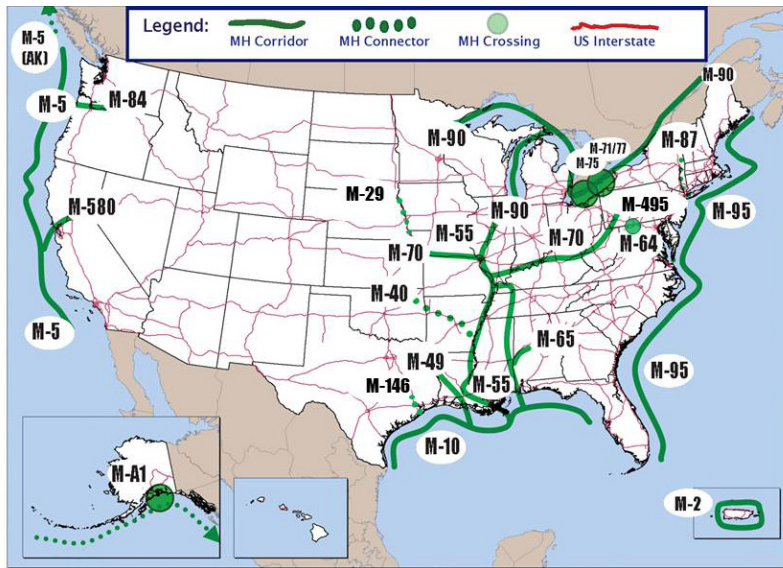 Legend:
MH Corridor
MH Connector
MH Crossing
US Interstate
M-5
(AK)
M-5
M-84
M-90
M-90
M-71/77
M-75
M-87
M-29
M-580
M-55
M-90
M-495
M-95
M-70
M-70
M-64
M-40
M-5
M-65
M-49
M-146
M-55
M-95
M-10
M-A1
M-2